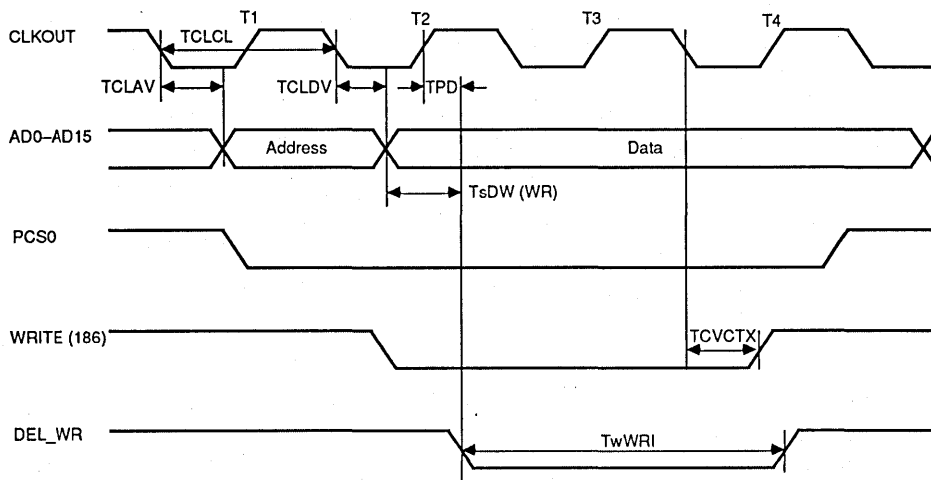 T1 T2 T3 T4
CLKOUT TCLCL
TCLAV TCLDV TPD
AD0–AD15 Address Data
TsDW (WR)
PCS0
WRITE (186) TCVCTX
DEL_WR TwWRI